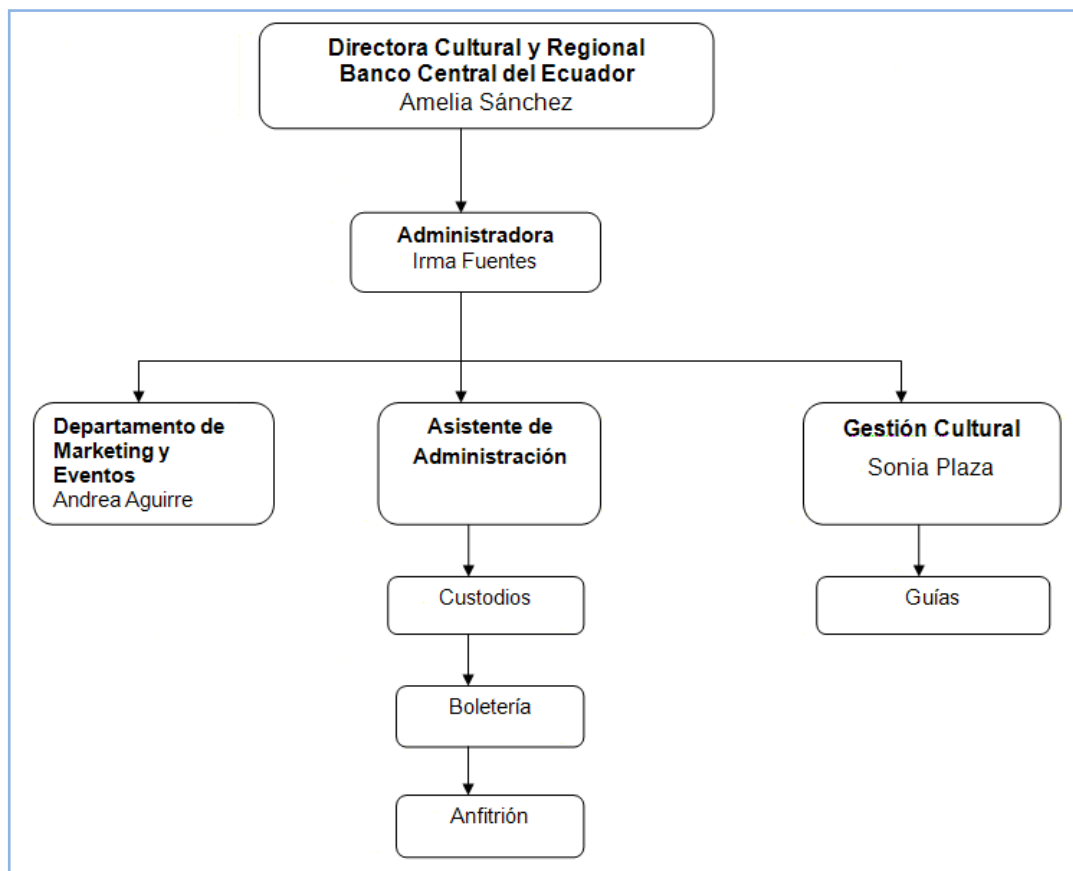 Directora Cultural y Regional
Banco Central del Ecuador
Amelia Sánchez
Administradora
Irma Fuentes
Departamento de
Marketing y
Eventos
Andrea Aguirre
Asistente de
Administración
Gestión Cultural
Sonia Plaza
Custodios
Guías
Boletería
Anfitrión